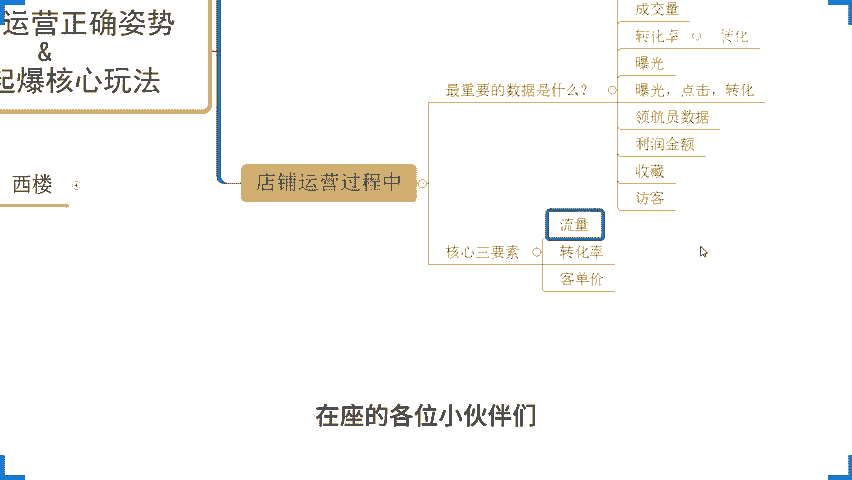 运营正确姿势
&
起爆核心玩法
西楼
店铺运营过程中
最重要的数据是什么？
成交量
转化率 转化
曝光
曝光，点击，转化
领航员数据
利润金额
收藏
访客
核心三要素
流量
转化率
客单价
在座的各位小伙伴们